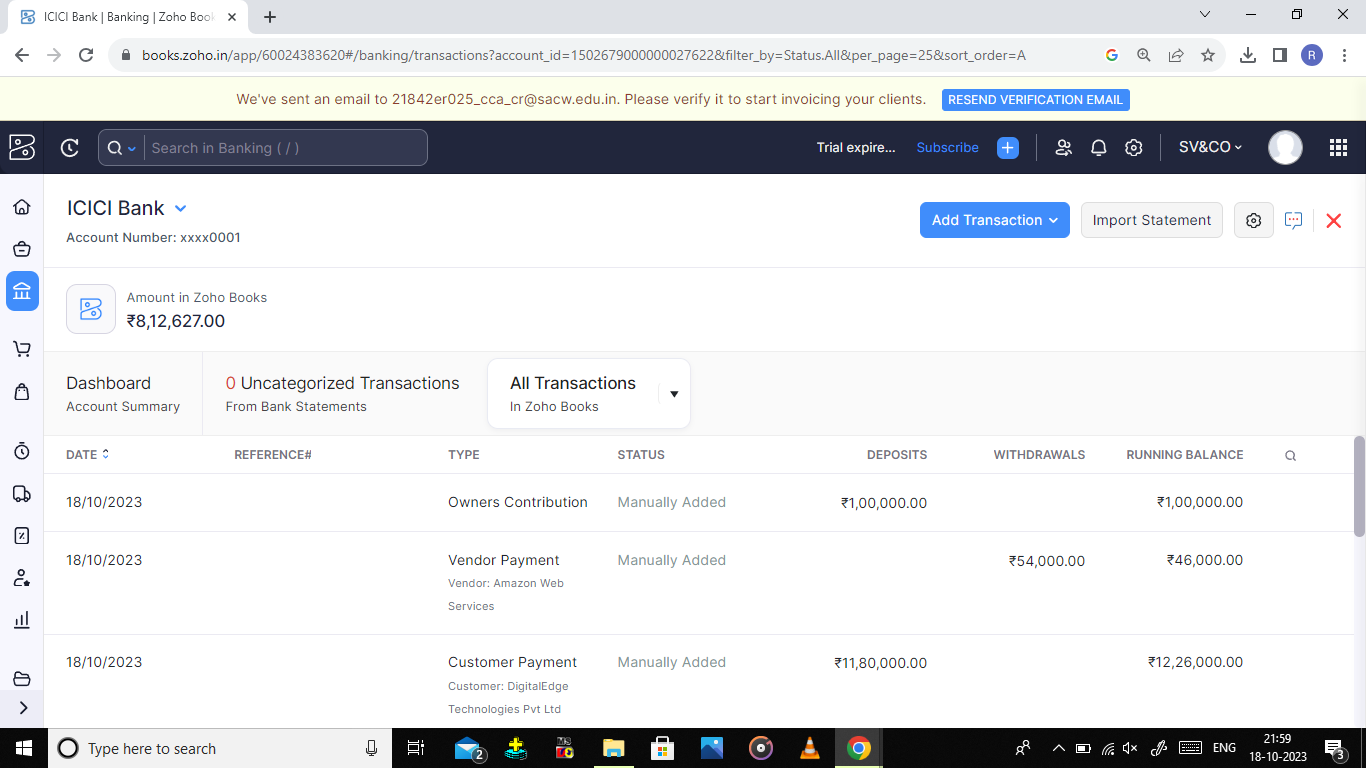 ICICI Bank | Banking | Zoho Book
books.zoho.in/app/60024383620#/banking/transactions?account_id=1502679000000027622&filter_by=Status.All&per_page=25&sort_order=A
R
We've sent an email to 21842er025_cca_cr@sacw.edu.in. Please verify it to start invoicing your clients. RESEND VERIFICATION EMAIL
Search in Banking ( / )
Trial expire... Subscribe
SV&CO
ICICI Bank
Account Number: xxxx0001
Add Transaction
Import Statement
Amount in Zoho Books
₹8,12,627.00
Dashboard
Account Summary
0 Uncategorized Transactions
From Bank Statements
All Transactions
In Zoho Books
DATE REFERENCE# TYPE STATUS DEPOSITS WITHDRAWALS RUNNING BALANCE
18/10/2023 Owners Contribution Manually Added ₹1,00,000.00 ₹1,00,000.00
18/10/2023 Vendor Payment Manually Added ₹54,000.00 ₹46,000.00
Vendor: Amazon Web
Services
18/10/2023 Customer Payment Manually Added ₹11,80,000.00 ₹12,26,000.00
Customer: DigitalEdge
Technologies Pvt Ltd
Type here to search
2
ENG
21:59
18-10-2023
3